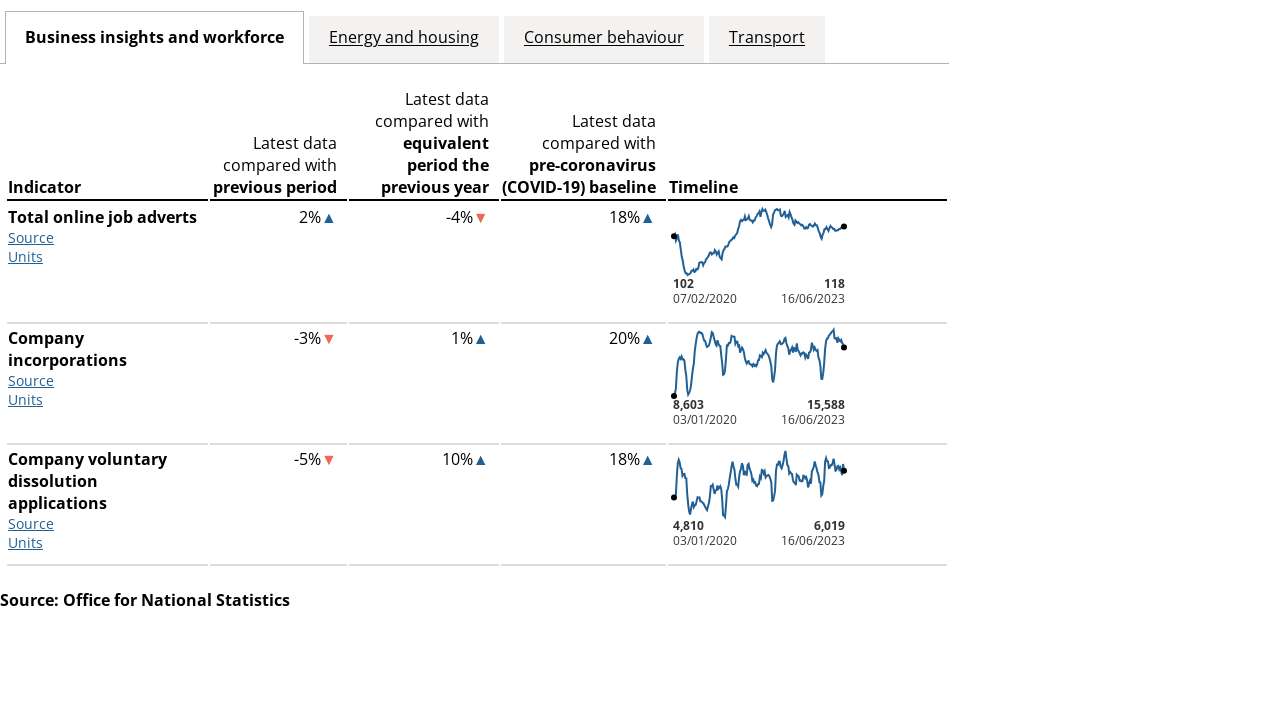 Business insights and workforce
Energy and housing
Consumer behaviour
Transport
Indicator
Latest data
compared with
previous period
Latest data
compared with
equivalent
period the
previous year
Latest data
compared with
pre-coronavirus
(COVID-19) baseline
Timeline
Total online job adverts
Source
Units
2%▲
-4%▼
18%▲
102
118
07/02/2020
16/06/2023
Company
incorporations
Source
Units
-3%▼
1%▲
20%▲
8,603
15,588
03/01/2020
16/06/2023
Company voluntary
dissolution
applications
Source
Units
-5%▼
10%▲
18%▲
4,810
6,019
03/01/2020
16/06/2023
Source: Office for National Statistics